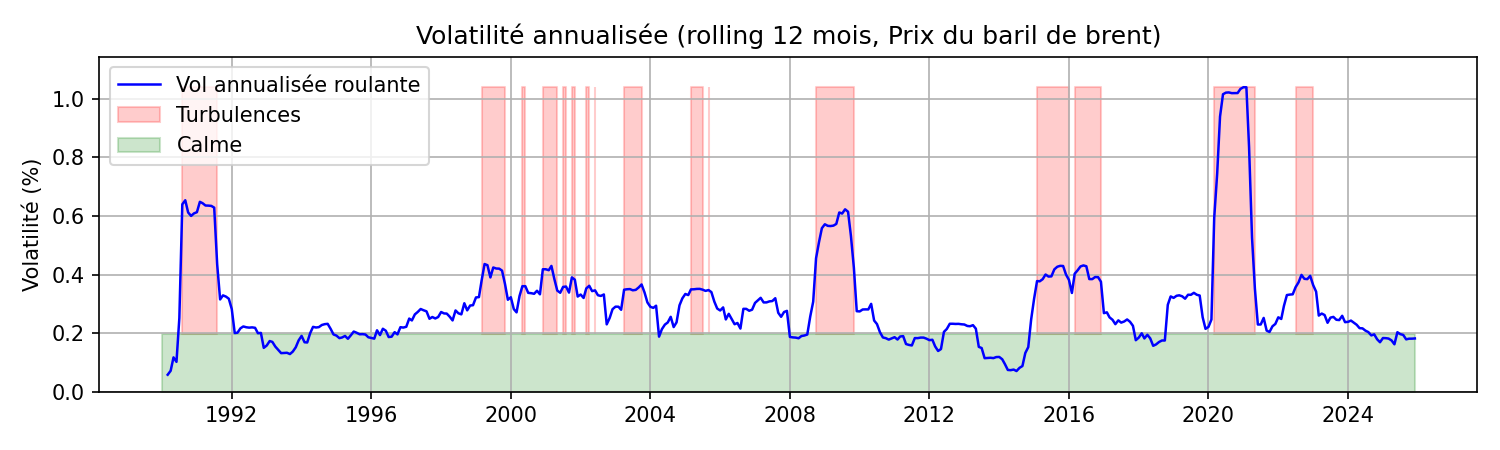 Volatilité annualisée (rolling 12 mois, Prix du baril de brent)
Vol annualisée roulante
Turbulences
Calme
Volatilité (%)
1.0
0.8
0.6
0.4
0.2
0.0
1992 1996 2000 2004 2008 2012 2016 2020 2024